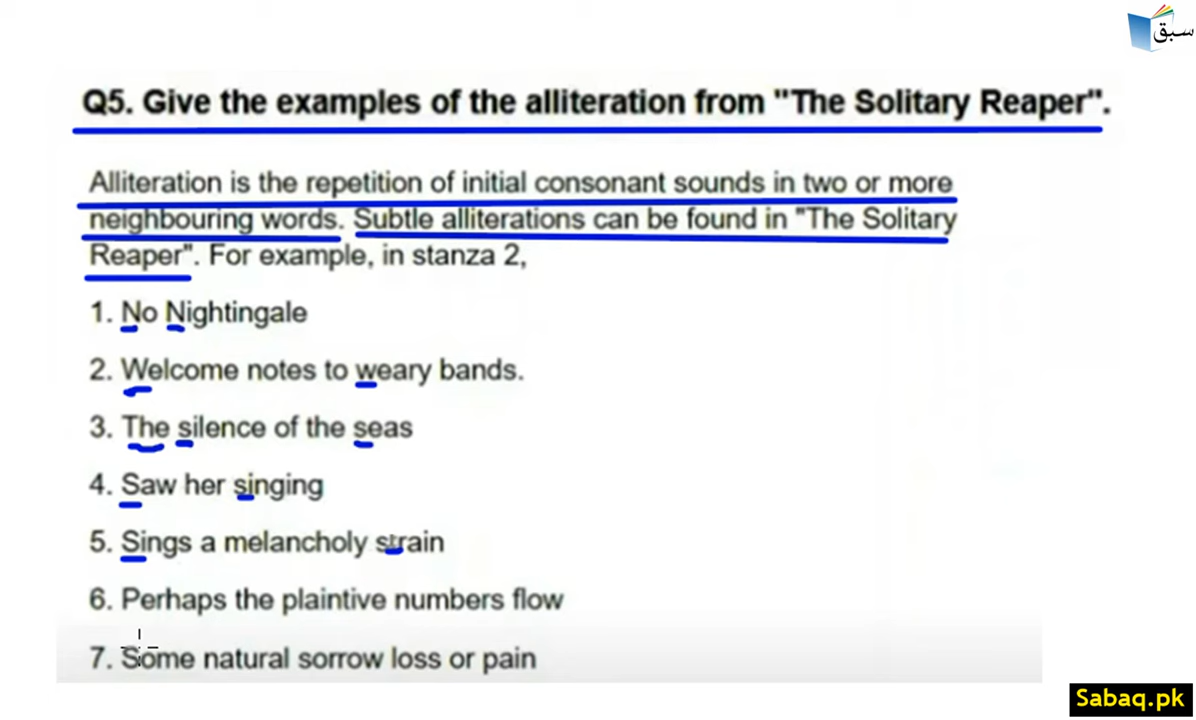 سبق
Q5. Give the examples of the alliteration from "The Solitary Reaper".
Alliteration is the repetition of initial consonant sounds in two or more
neighbouring words. Subtle alliterations can be found in "The Solitary
Reaper". For example, in stanza 2,
1. No Nightingale
2. Welcome notes to weary bands.
3. The silence of the seas
4. Saw her singing
5. Sings a melancholy strain
6. Perhaps the plaintive numbers flow
7. Some natural sorrow loss or pain
Sabaq.pk